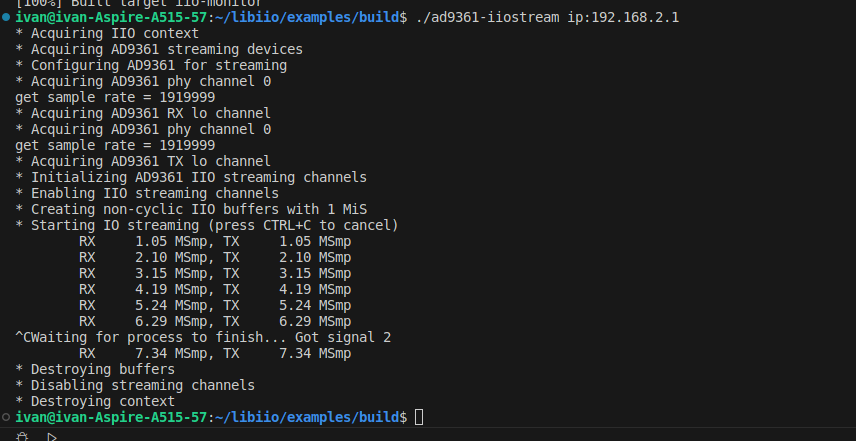 [100%] Built target iio-monitor
ivan@ivan-Aspire-A515-57:~/libiio/examples/build$ ./ad9361-iiostream ip:192.168.2.1
* Acquiring IIO context
* Acquiring AD9361 streaming devices
* Configuring AD9361 for streaming
* Acquiring AD9361 phy channel 0
get sample rate = 1919999
* Acquiring AD9361 RX lo channel
* Acquiring AD9361 phy channel 0
get sample rate = 1919999
* Acquiring AD9361 TX lo channel
* Initializing AD9361 IIO streaming channels
* Enabling IIO streaming channels
* Creating non-cyclic IIO buffers with 1 MiS
* Starting IO streaming (press CTRL+C to cancel)
        RX     1.05 MSmp, TX     1.05 MSmp
        RX     2.10 MSmp, TX     2.10 MSmp
        RX     3.15 MSmp, TX     3.15 MSmp
        RX     4.19 MSmp, TX     4.19 MSmp
        RX     5.24 MSmp, TX     5.24 MSmp
        RX     6.29 MSmp, TX     6.29 MSmp
^CWaiting for process to finish... Got signal 2
        RX     7.34 MSmp, TX     7.34 MSmp
* Destroying buffers
* Disabling streaming channels
* Destroying context
ivan@ivan-Aspire-A515-57:~/libiio/examples/build$